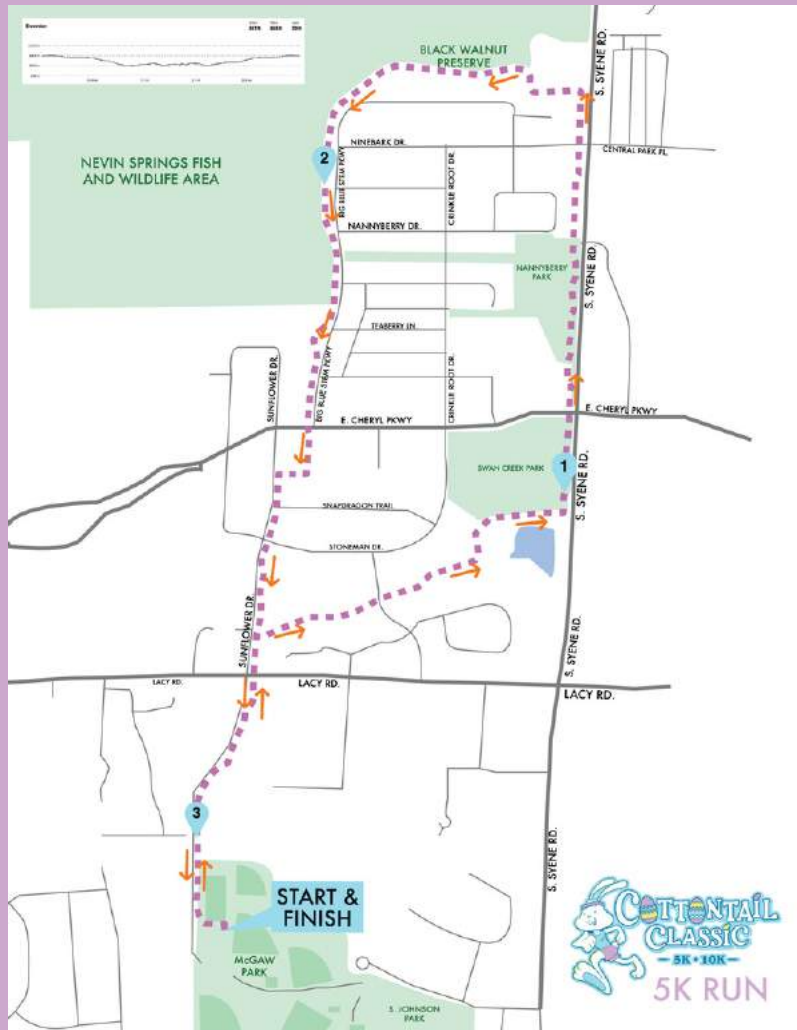 Elevation
BLACK WALNUT
PRESERVE
S. SYENE RD.
NINEBARK DR.
CENTRAL PARK PL.
2
NEVIN SPRINGS FISH
AND WILDLIFE AREA
BIG BLUE STEM PKWY
CRINKLE ROOT DR.
NANNYBERRY DR.
NANNYBERRY
PARK
S. SYENE RD.
TEABERRY LN.
SUNFLOWER DR.
BIG BLUE STEM PKWY
CRINKLE ROOT DR.
E. CHERYL PKWY
E. CHERYL PKWY
SWAN CREEK PARK
1
S. SYENE RD.
SNAPDRAGON TRAIL
STONEMAN DR.
SUNFLOWER DR.
S. SYENE RD.
LACY RD.
LACY RD.
LACY RD.
3
S. SYENE RD.
START &
FINISH
McGAW
PARK
S. JOHNSON
PARK
COTTONTAIL
CLASSIC
5K • 10K
5K RUN